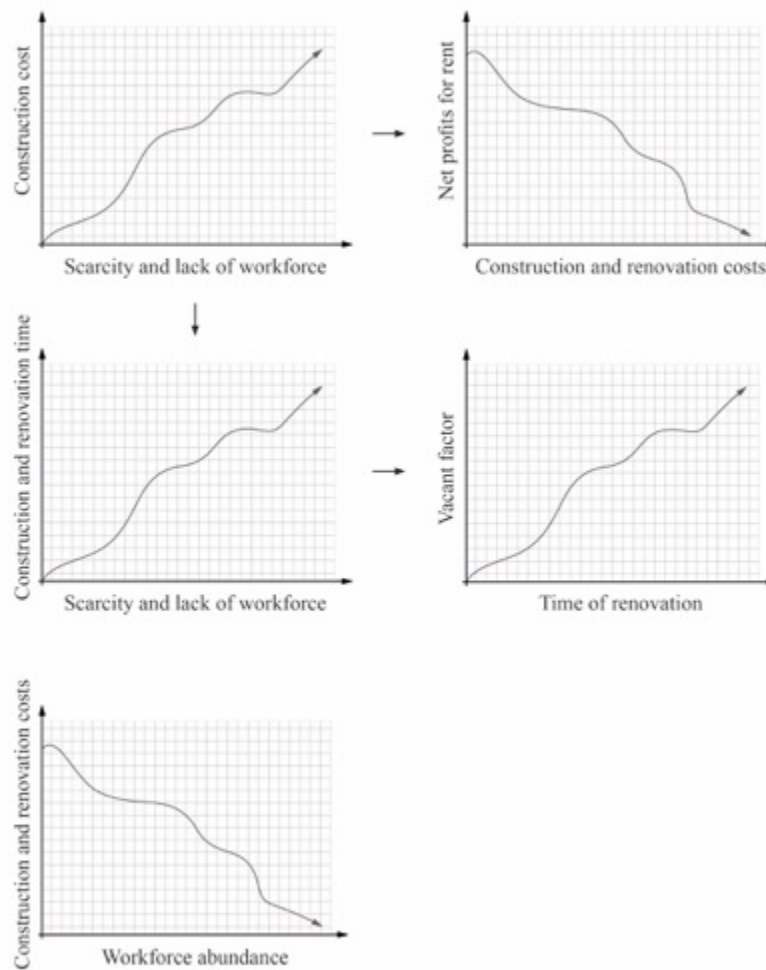 Construction cost
Scarcity and lack of workforce
Net profits for rent
Construction and renovation costs
Construction and renovation time
Scarcity and lack of workforce
Vacant factor
Time of renovation
Construction and renovation costs
Workforce abundance